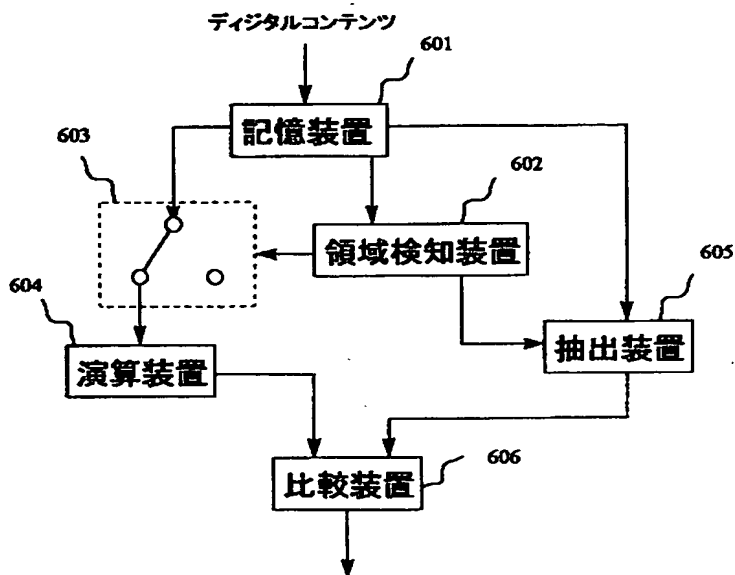 ディジタルコンテンツ
601
記憶装置
603
602
領域検知装置
605
604
抽出装置
演算装置
606
比較装置